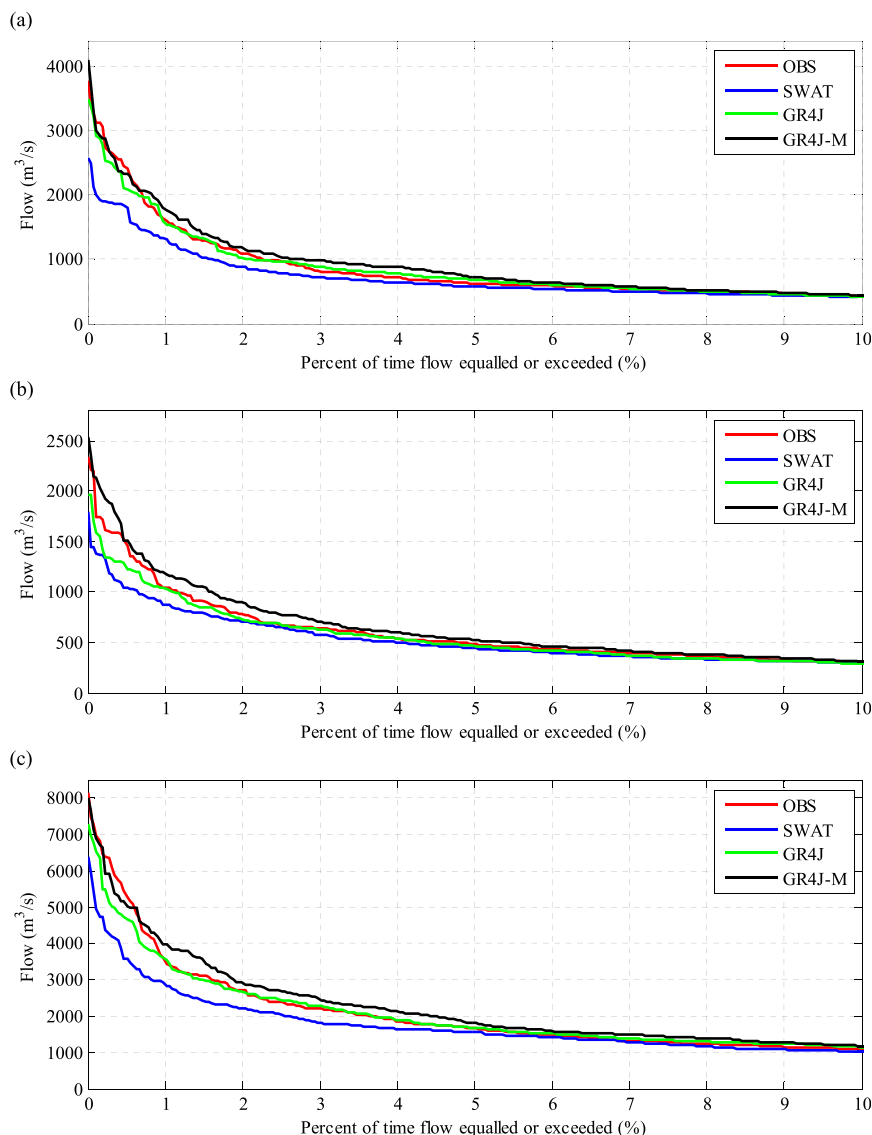 (a)
4000
3000
2000
1000
0
Flow (m³/s)
OBS
SWAT
GR4J
GR4J-M
0 1 2 3 4 5 6 7 8 9 10
Percent of time flow equalled or exceeded (%)
(b)
2500
2000
1500
1000
500
0
Flow (m³/s)
OBS
SWAT
GR4J
GR4J-M
0 1 2 3 4 5 6 7 8 9 10
Percent of time flow equalled or exceeded (%)
(c)
8000
7000
6000
5000
4000
3000
2000
1000
0
Flow (m³/s)
OBS
SWAT
GR4J
GR4J-M
0 1 2 3 4 5 6 7 8 9 10
Percent of time flow equalled or exceeded (%)